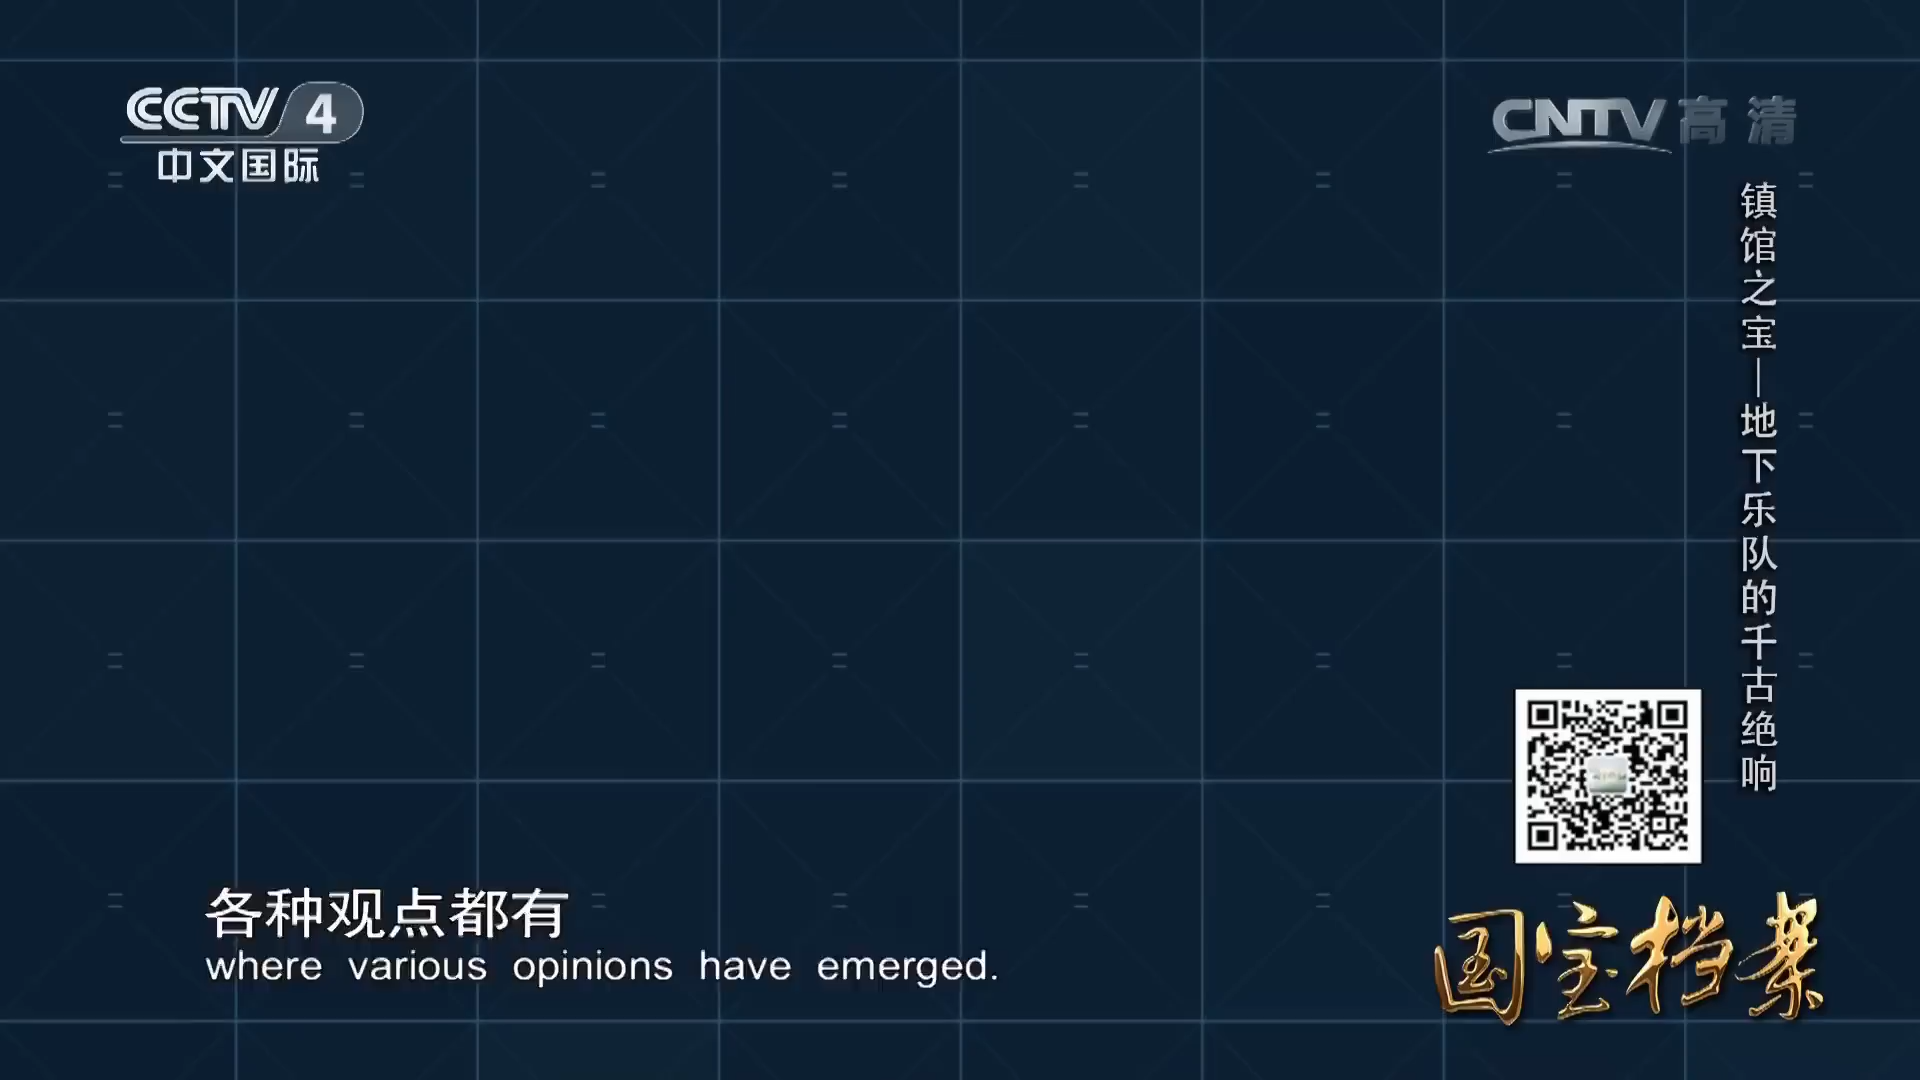 CCTV 4
中文国际
CNTV 高清
镇馆之宝—地下乐队的千古绝响
各种观点都有
where various opinions have emerged.
国宝档案